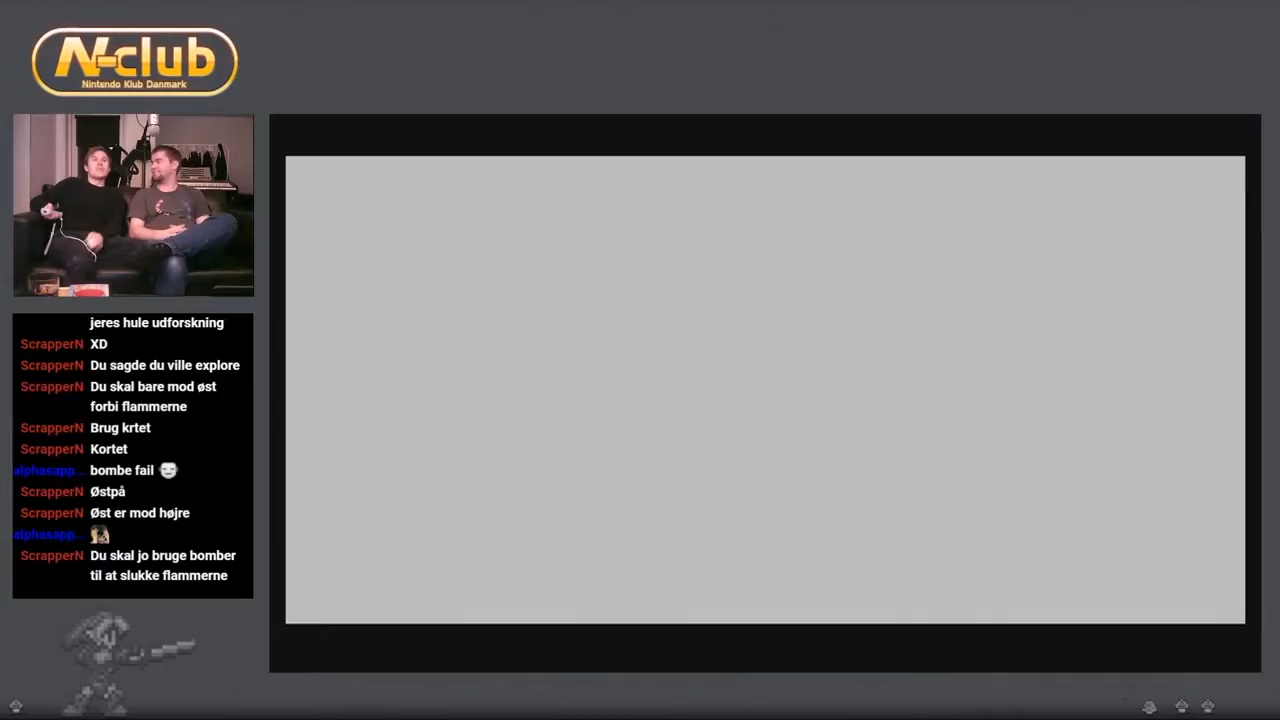 N-club
Nintendo Klub Danmark
jeres hule udforskning
ScrapperN XD
ScrapperN Du sagde du ville explore
ScrapperN Du skal bare mod øst
forbi flammerne
ScrapperN Brug krtet
ScrapperN Kortet
alphasapp... bombe fail
ScrapperN Østpå
ScrapperN Øst er mod højre
alphasapp...
ScrapperN Du skal jo bruge bomber
til at slukke flammerne